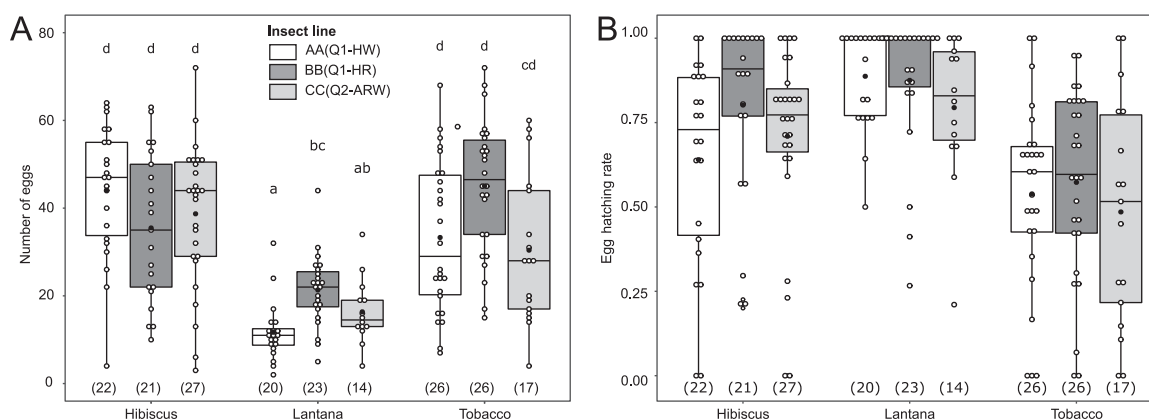 A
Number of eggs
80
60
40
20
0
Insect line
AA(Q1-HW)
BB(Q1-HR)
CC(Q2-ARW)
d d d
a bc ab
d d cd
(22) (21) (27) (20) (23) (14) (26) (26) (17)
Hibiscus Lantana Tobacco
B
Egg hatching rate
1.00
0.75
0.50
0.25
0.00
(22) (21) (27) (20) (23) (14) (26) (26) (17)
Hibiscus Lantana Tobacco